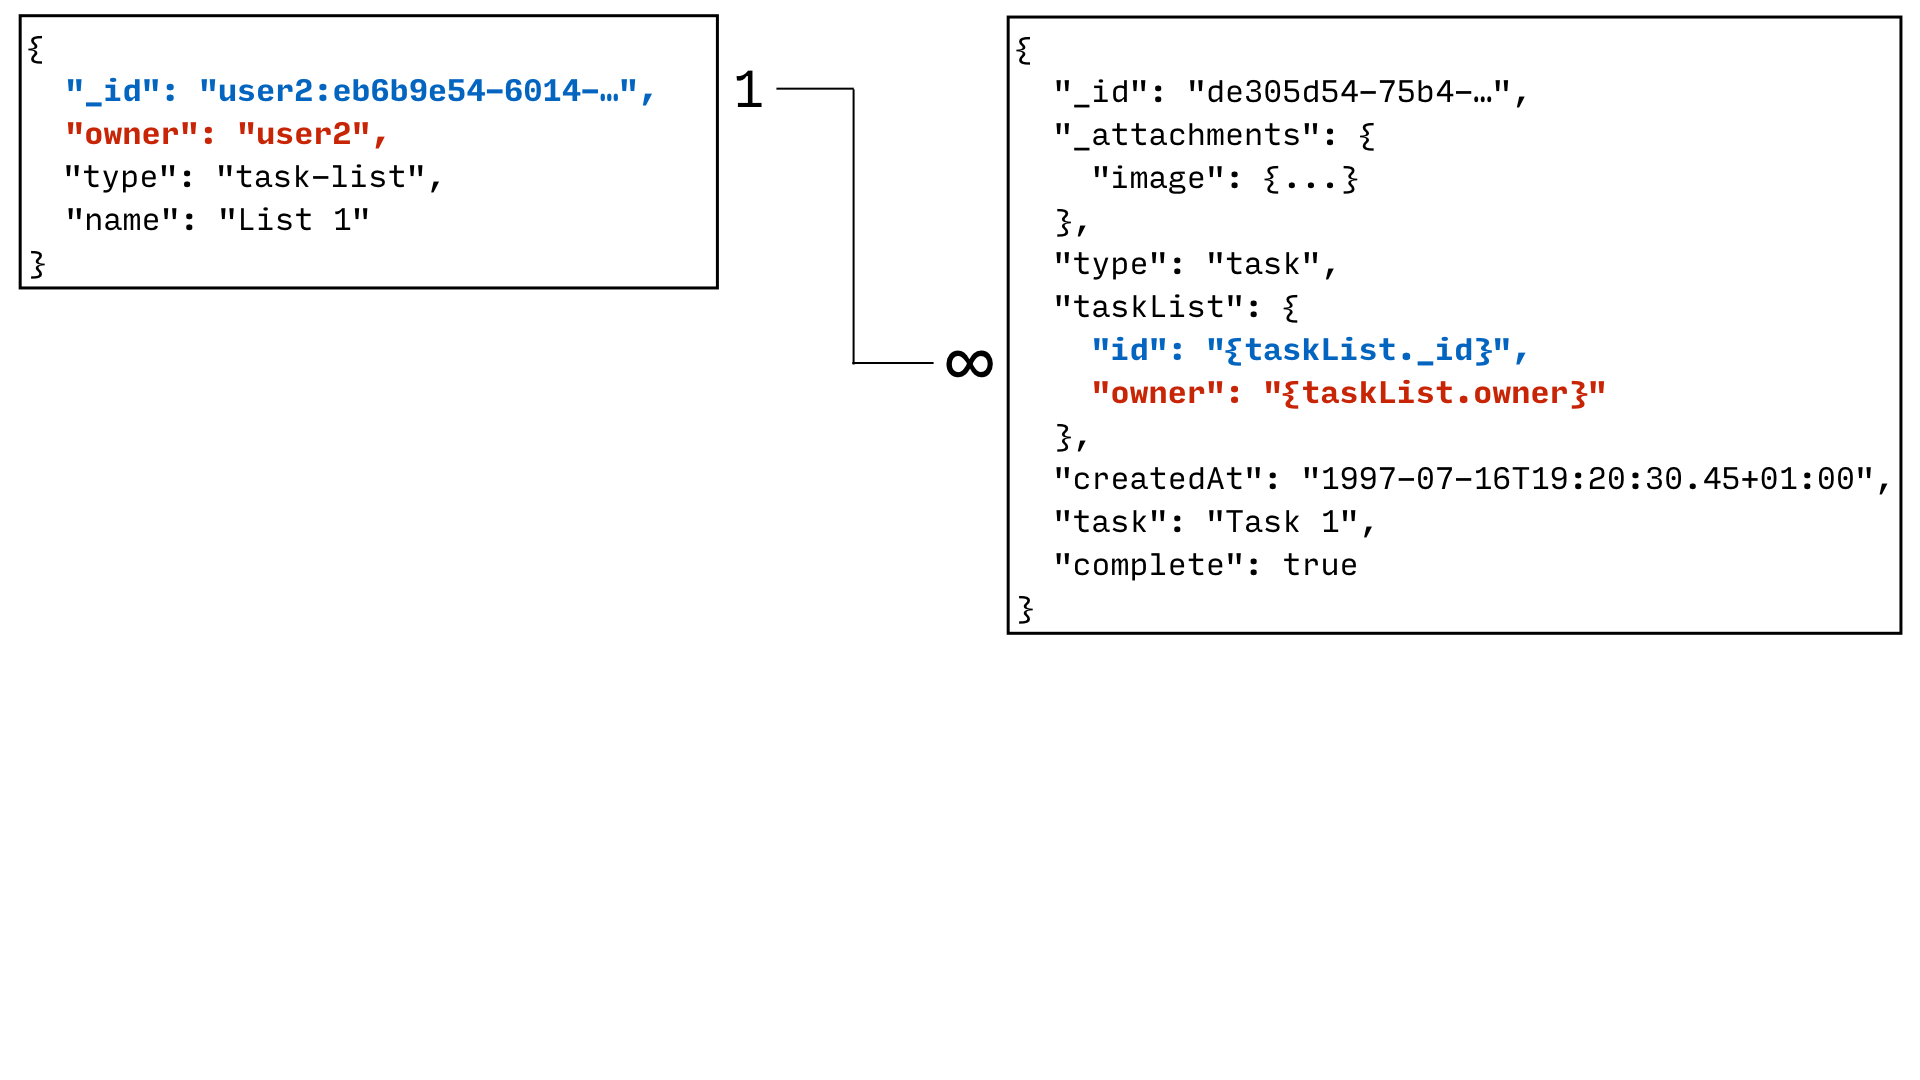 {
  "_id": "user2:eb6b9e54-6014-…",
  "owner": "user2",
  "type": "task-list",
  "name": "List 1"
}
1
∞
{
  "_id": "de305d54-75b4-…",
  "_attachments": {
    "image": {...}
  },
  "type": "task",
  "taskList": {
    "id": "{taskList._id}",
    "owner": "{taskList.owner}"
  },
  "createdAt": "1997-07-16T19:20:30.45+01:00",
  "task": "Task 1",
  "complete": true
}